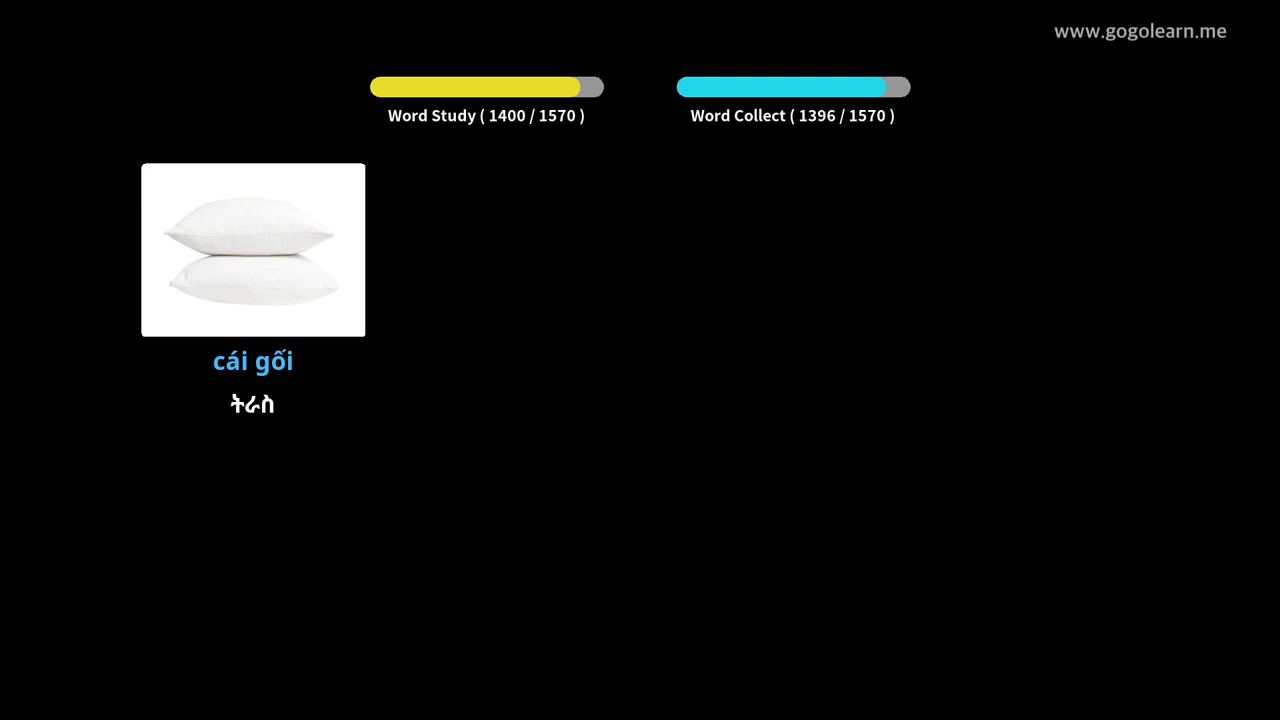 www.gogolearn.me
Word Study ( 1400 / 1570 )
Word Collect ( 1396 / 1570 )
cái gối
ትራስ